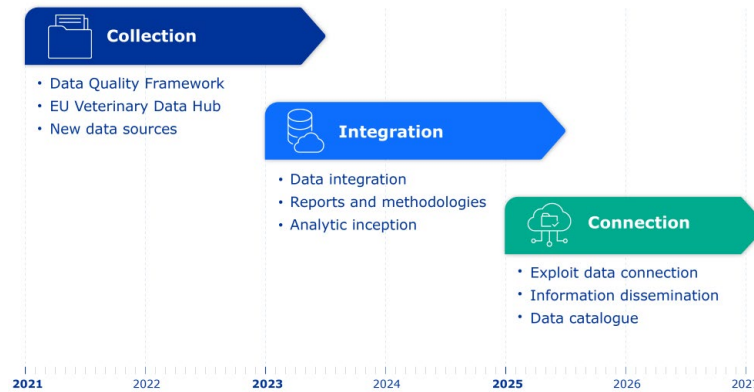 Collection
• Data Quality Framework
• EU Veterinary Data Hub
• New data sources
Integration
• Data integration
• Reports and methodologies
• Analytic inception
Connection
• Exploit data connection
• Information dissemination
• Data catalogue
2021 2022 2023 2024 2025 2026